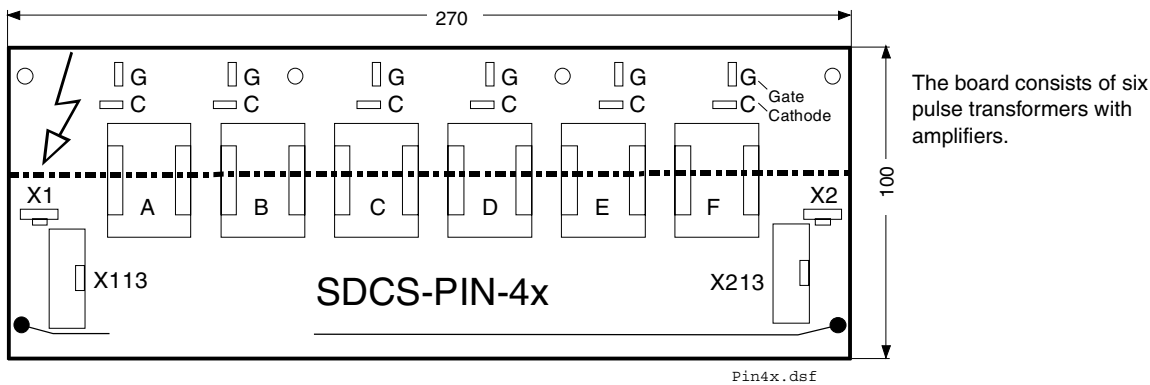 270
G G G G G G
Gate
C C C C C C
Cathode
The board consists of six
pulse transformers with
amplifiers.
100
X1 A B C D E F X2
X113 SDCS-PIN-4x X213
Pin4x.dsf